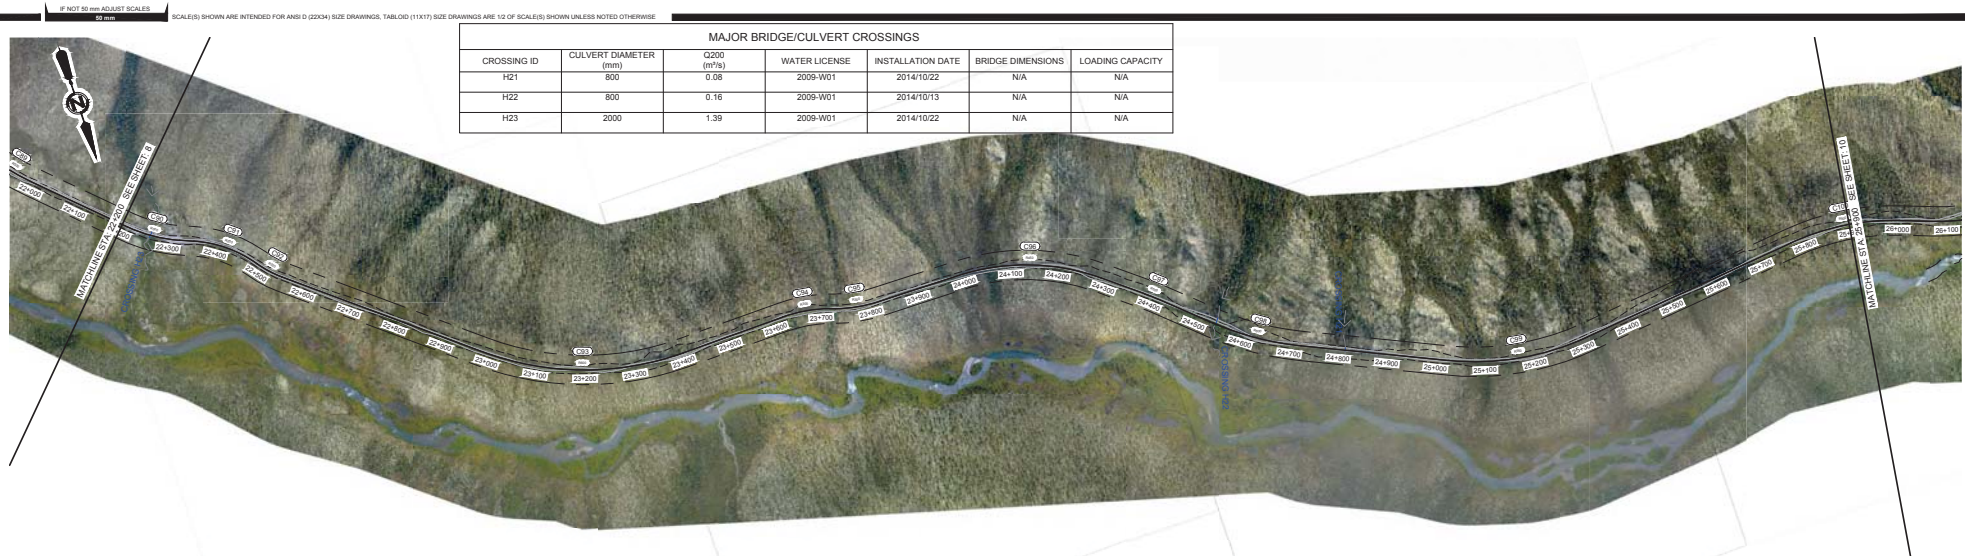 IF NOT 50 mm ADJUST SCALES
50 mm
SCALE(S) SHOWN ARE INTENDED FOR ANSI D (22X34) SIZE DRAWINGS, TABLOID (11X17) SIZE DRAWINGS ARE 1/2 OF SCALE(S) SHOWN UNLESS NOTED OTHERWISE
MAJOR BRIDGE/CULVERT CROSSINGS
CROSSING ID CULVERT DIAMETER (mm) Q200 (m³/s) WATER LICENSE INSTALLATION DATE BRIDGE DIMENSIONS LOADING CAPACITY
H21 800 0.08 2009-W01 2014/10/22 N/A N/A
H22 800 0.16 2009-W01 2014/10/13 N/A N/A
H23 2000 1.39 2009-W01 2014/10/22 N/A N/A
N
MATCHLINE STA: 22+200 SEE SHEET: 8
MATCHLINE STA: 25+900 SEE SHEET: 10
C89
C90
C91
C92
C93
C94
C95
C96
C97
C98
C99
22+000
22+100
22+300
22+400
22+500
22+600
22+700
22+800
22+900
23+000
23+100
23+200
23+300
23+400
23+500
23+600
23+700
23+800
23+900
24+000
24+100
24+200
24+300
24+400
24+500
24+600
24+700
24+800
24+900
25+000
25+100
25+200
25+300
25+400
25+500
25+600
25+700
25+800
26+000
26+100